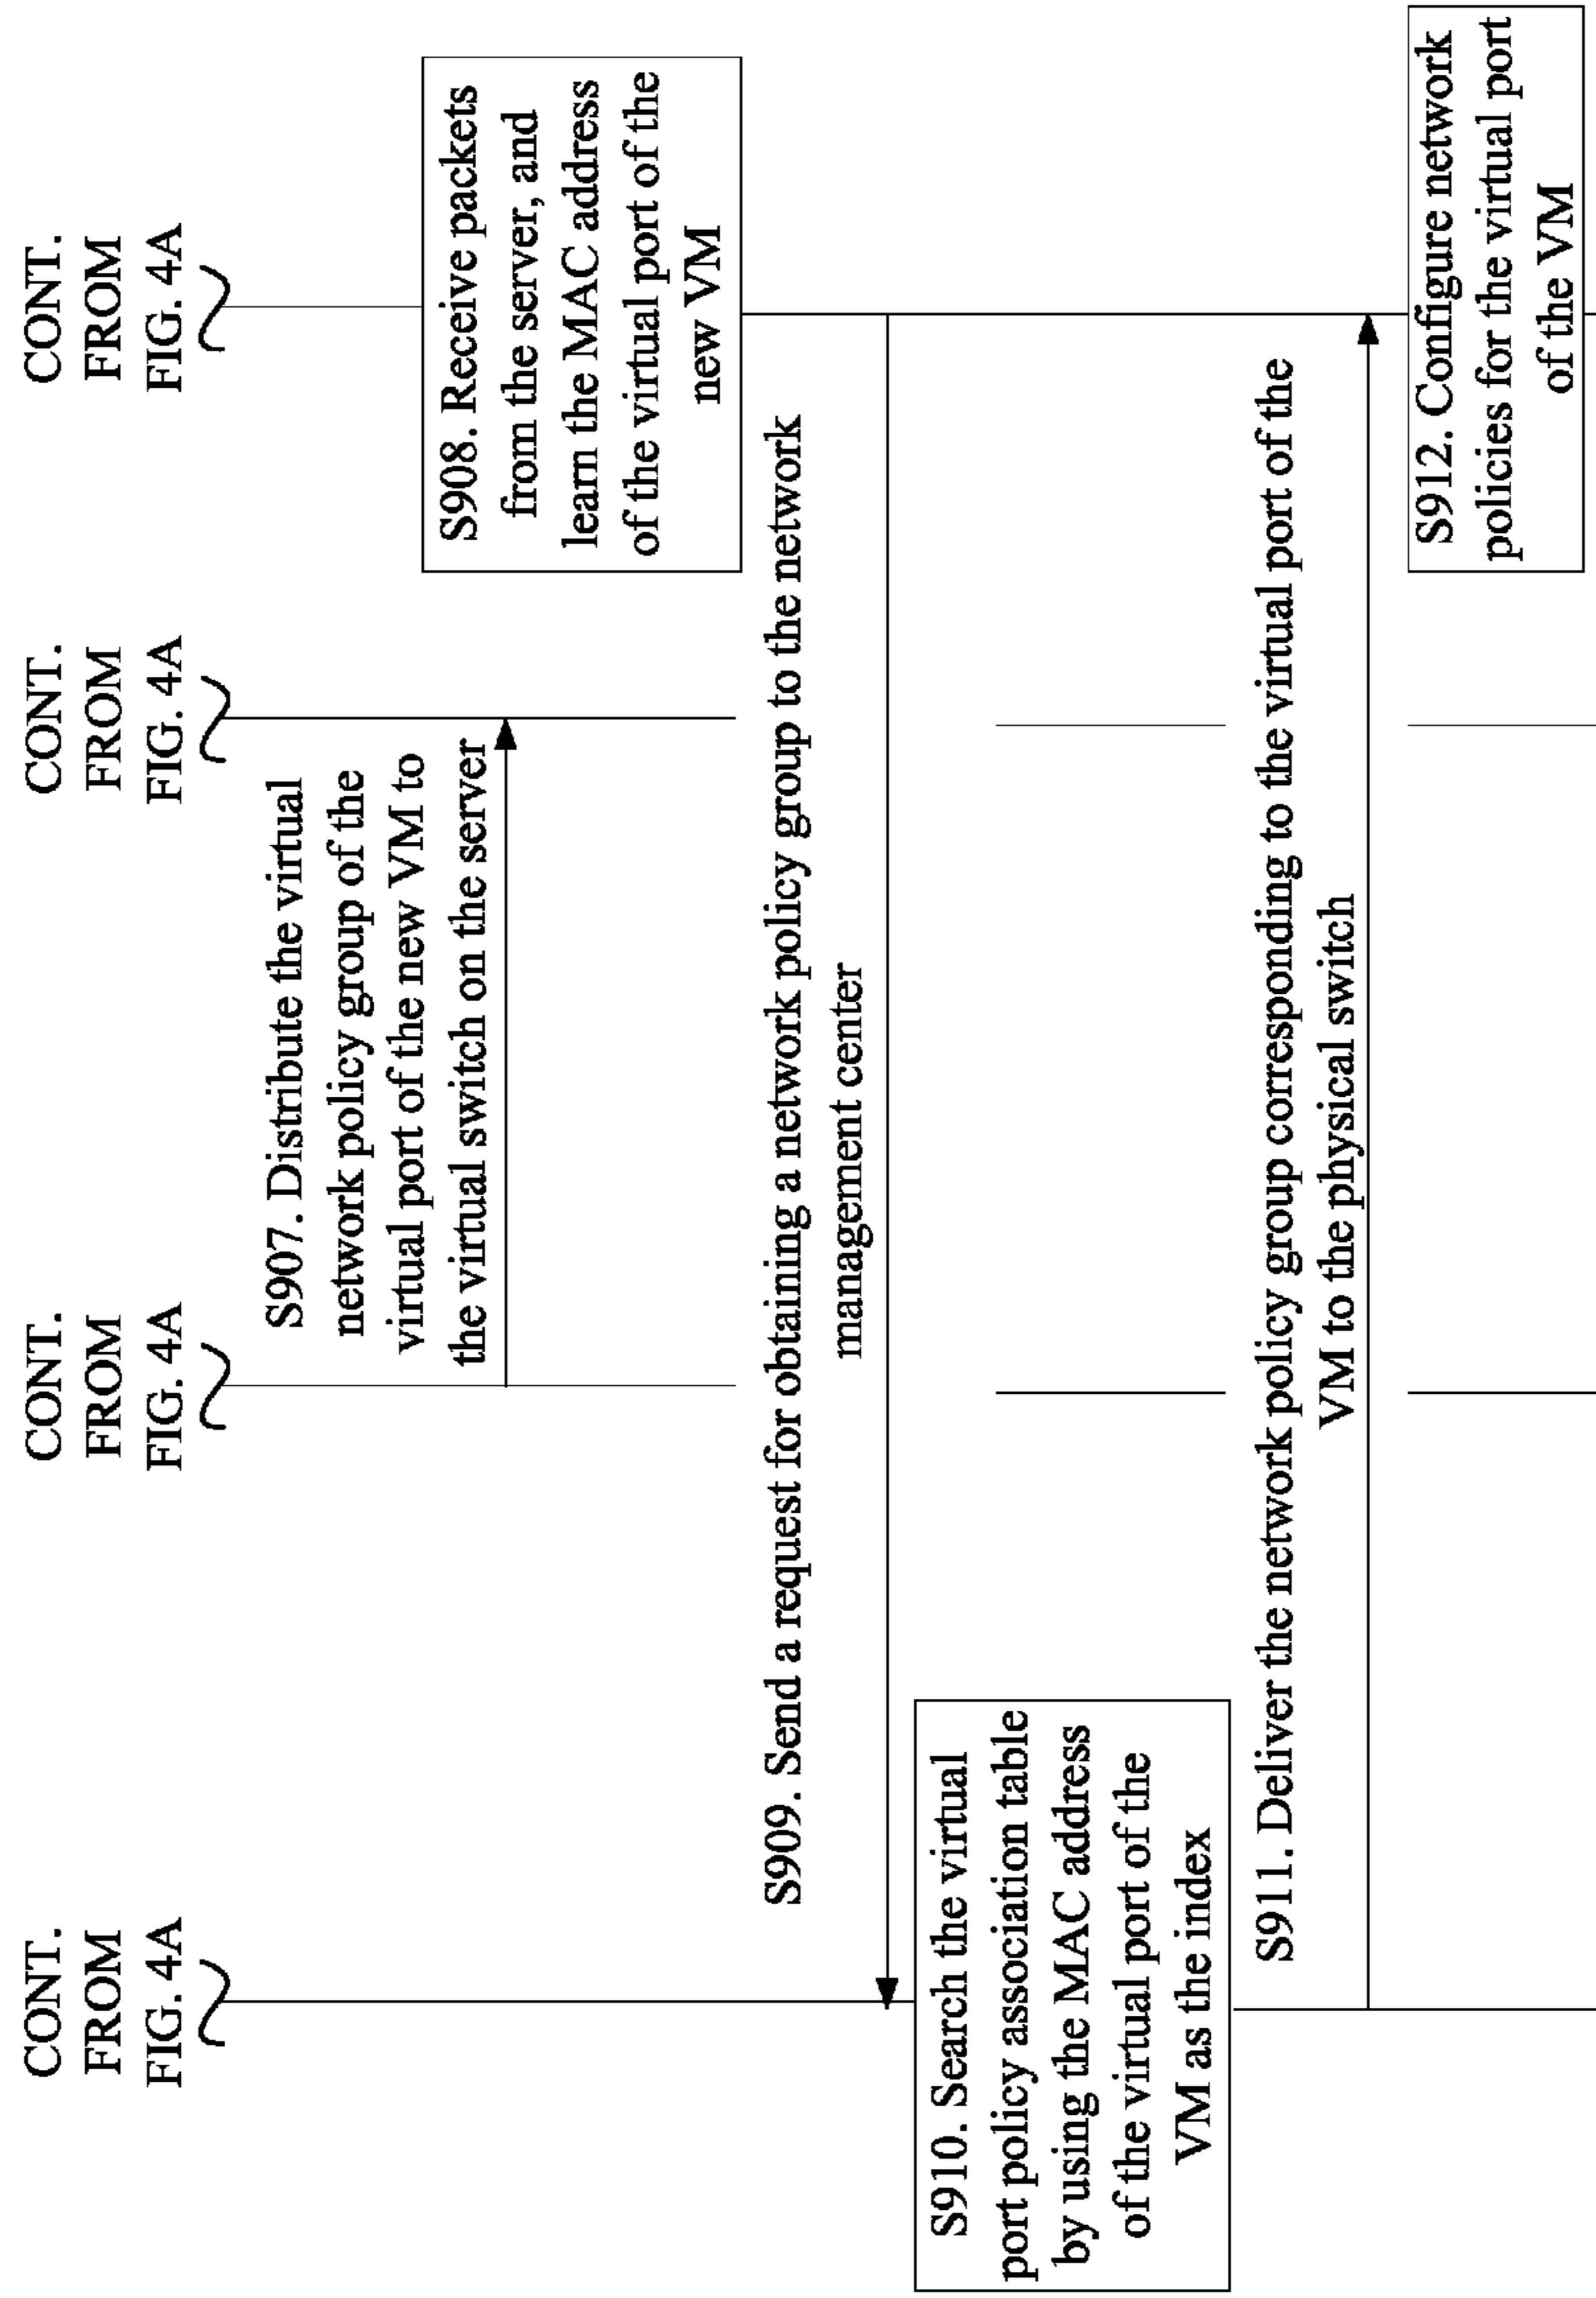 CONT.
FROM
FIG. 4A
CONT.
FROM
FIG. 4A
CONT.
FROM
FIG. 4A
CONT.
FROM
FIG. 4A
S907. Distribute the virtual
network policy group of the
virtual port of the new VM to
the virtual switch on the server
S908. Receive packets
from the server, and
learn the MAC address
of the virtual port of the
new VM
S909. Send a request for obtaining a network policy group to the network
management center
S910. Search the virtual
port policy association table
by using the MAC address
of the virtual port of the
VM as the index
S911. Deliver the network policy group corresponding to the virtual port of the
VM to the physical switch
S912. Configure network
policies for the virtual port
of the VM